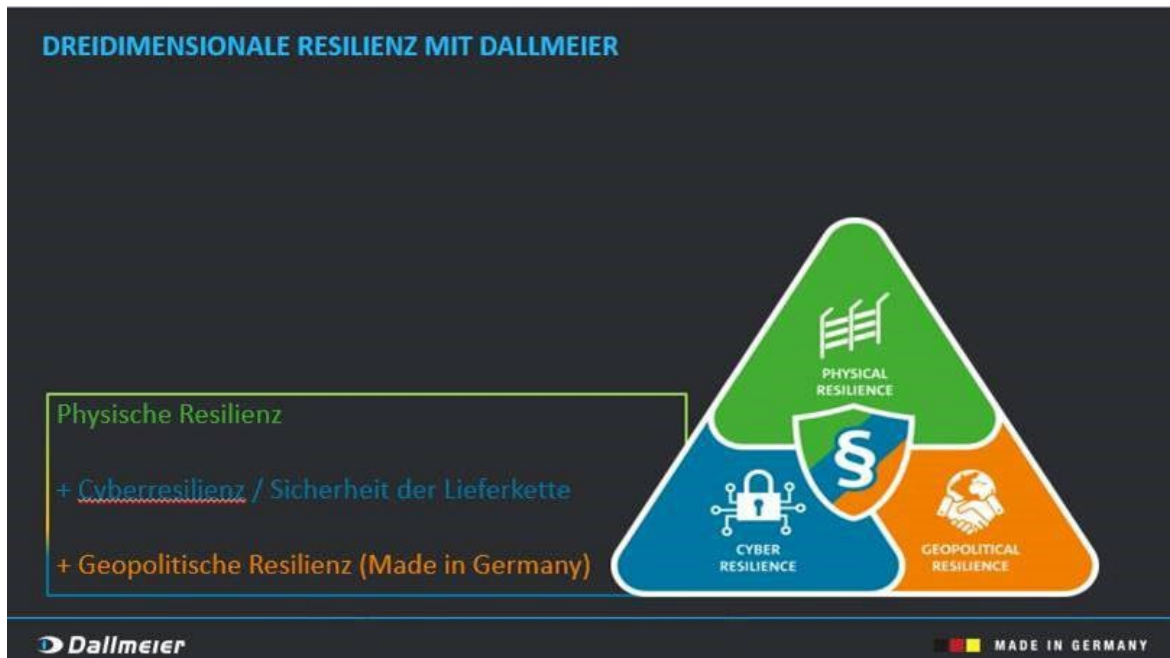 DREIDIMENSIONALE RESILIENZ MIT DALLMEIER
Physische Resilienz
+ Cyberresilienz / Sicherheit der Lieferkette
+ Geopolitische Resilienz (Made in Germany)
PHYSICAL
RESILIENCE
§
CYBER
RESILIENCE
GEOPOLITICAL
RESILIENCE
Dallmeier
MADE IN GERMANY